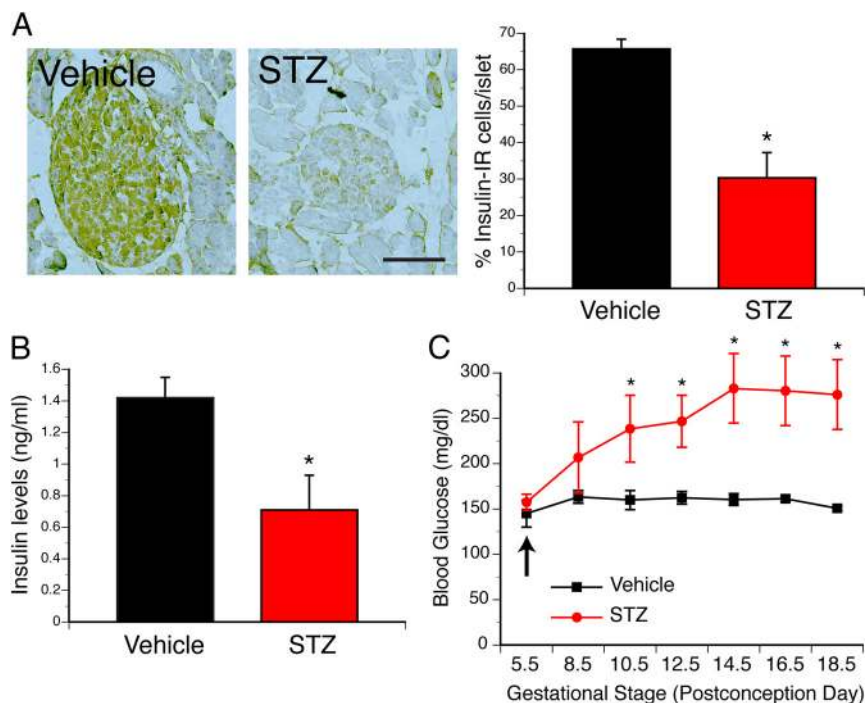 A
Vehicle
STZ
% Insulin-IR cells/islet
70
60
50
40
30
20
10
0
*
Vehicle
STZ
B
Insulin levels (ng/ml)
1.6
1.4
1.2
1
0.8
0.6
0.4
0.2
0
*
Vehicle
STZ
C
Blood Glucose (mg/dl)
300
250
200
150
100
50
0
* * * * *
Vehicle
STZ
5.5 8.5 10.5 12.5 14.5 16.5 18.5
Gestational Stage (Postconception Day)